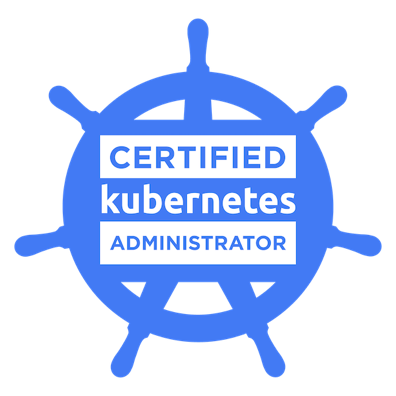 CERTIFIED
kubernetes
ADMINISTRATOR